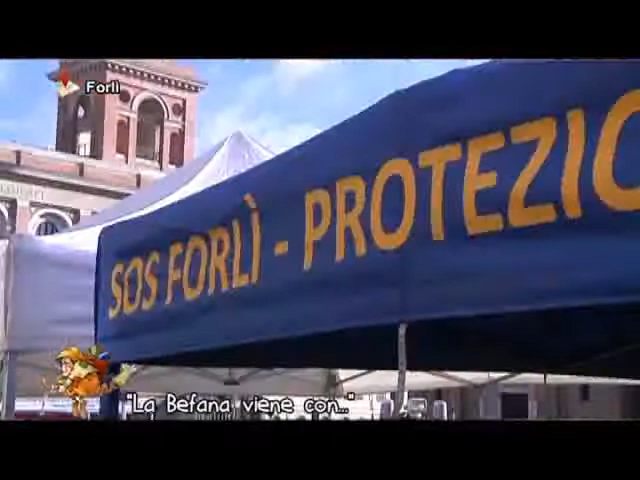 Forlì
SOS FORLÌ - PROTEZIO
"La Befana viene con..."